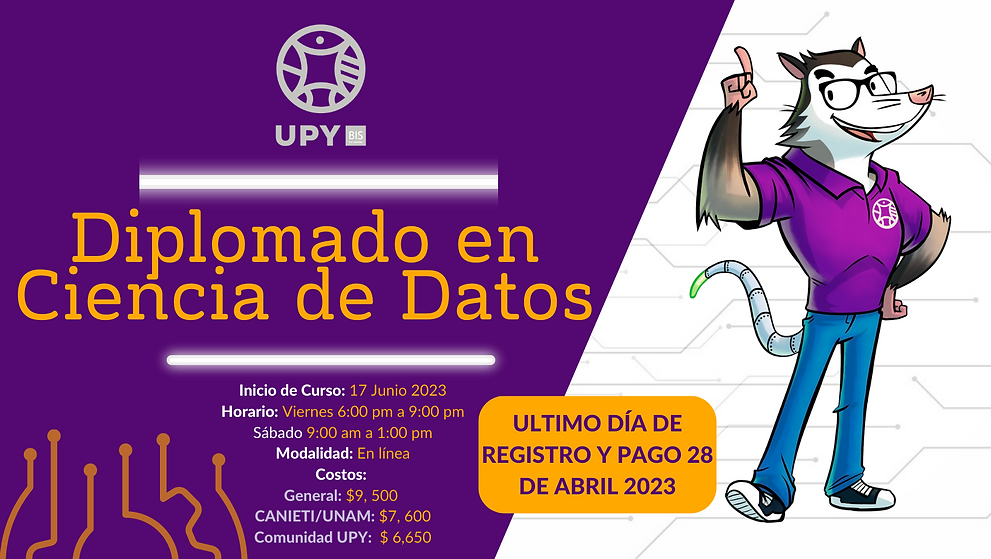 UPY BIS
Diplomado en
Ciencia de Datos
Inicio de Curso: 17 Junio 2023
Horario: Viernes 6:00 pm a 9:00 pm
Sábado 9:00 am a 1:00 pm
Modalidad: En línea
Costos:
General: $9, 500
CANIETI/UNAM: $7, 600
Comunidad UPY: $ 6,650
ULTIMO DÍA DE
REGISTRO Y PAGO 28
DE ABRIL 2023